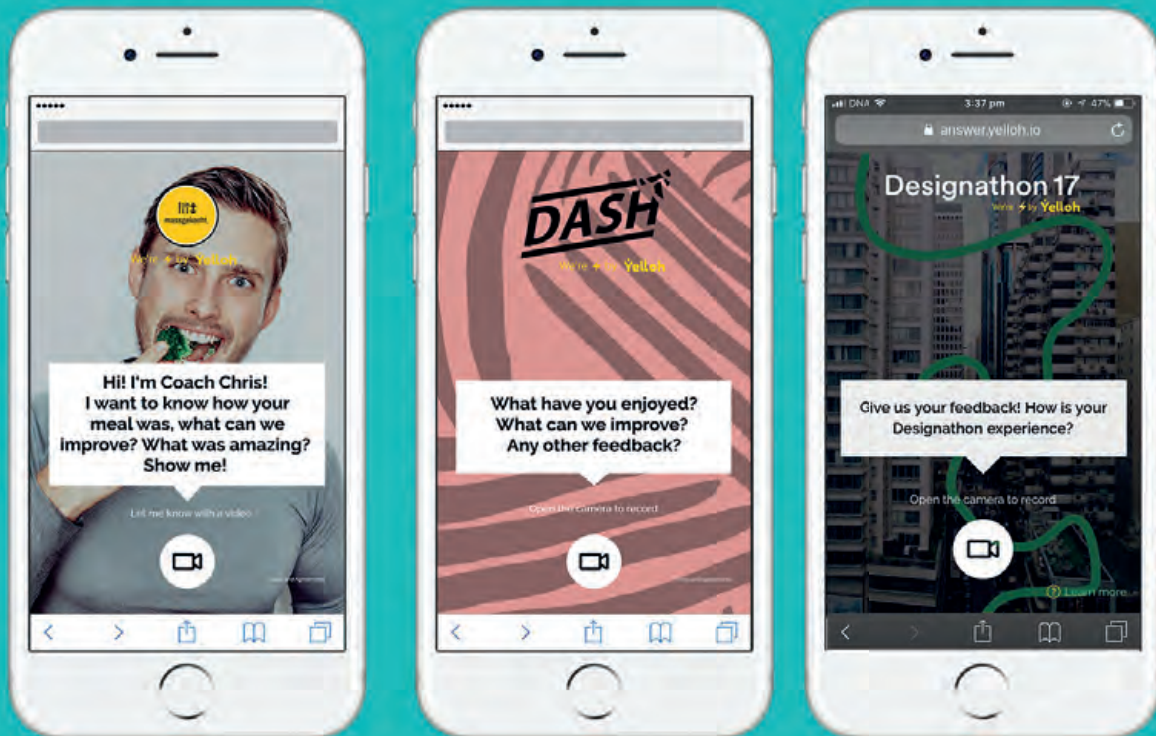 massgekocht.
We're ⚡ by Yelloh
Hi! I'm Coach Chris!
I want to know how your
meal was, what can we
improve? What was amazing?
Show me!
Let me know with a video
DASH
We're ⚡ by Yelloh
What have you enjoyed?
What can we improve?
Any other feedback?
Open the camera to record
DNA
3:37 pm
47%
answer.yelloh.io
Designathon 17
We're ⚡ by Yelloh
Give us your feedback! How is your
Designathon experience?
Open the camera to record
? Learn more